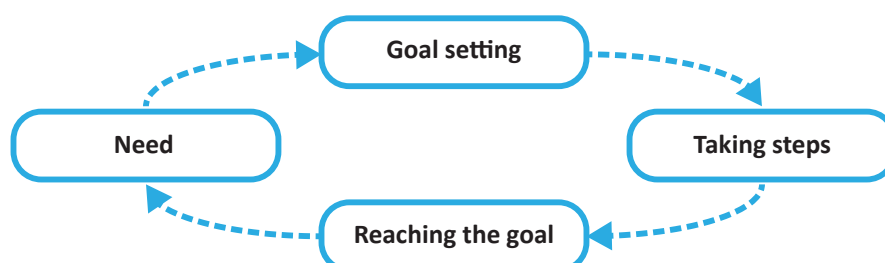 Goal setting
Need
Taking steps
Reaching the goal